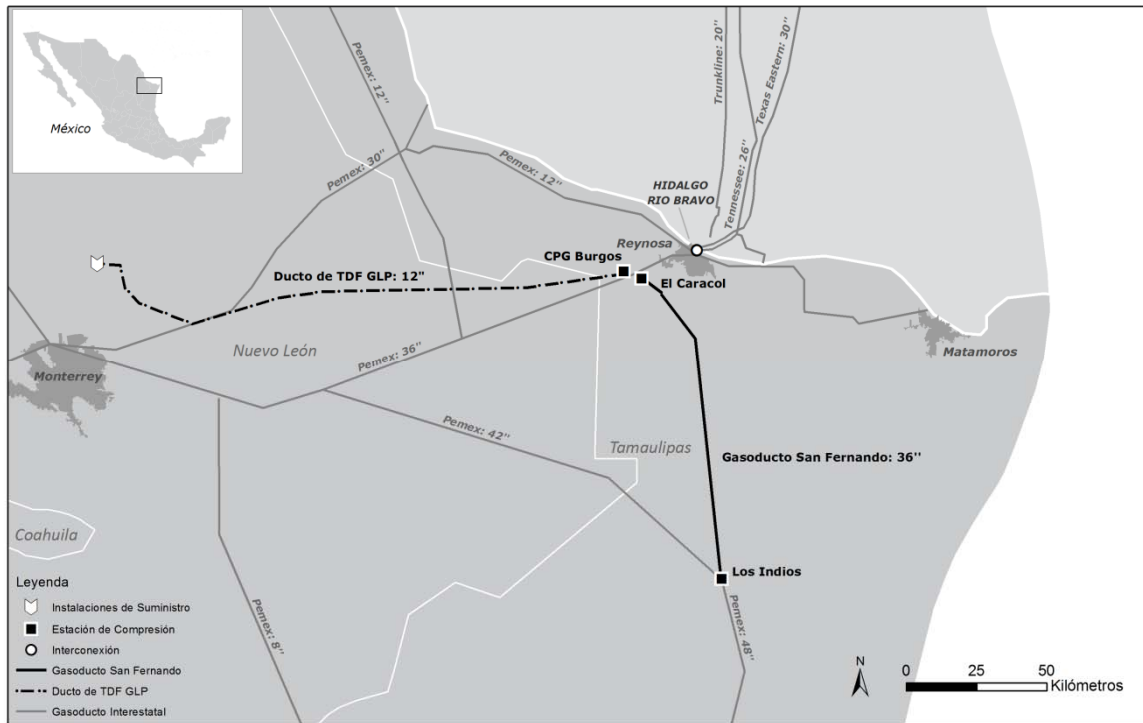 México
Pemex: 12''
Trunkline: 20''
Texas Eastern: 30''
Tennessee: 26''
Pemex: 30''
Pemex: 12''
HIDALGO
RIO BRAVO
Reynosa
CPG Burgos
El Caracol
Ducto de TDF GLP: 12"
Nuevo León
Pemex: 36''
Matamoros
Monterrey
Pemex: 42''
Tamaulipas
Gasoducto San Fernando: 36''
Coahuila
Los Indios
Pemex: 8''
Pemex: 48''
Leyenda
Instalaciones de Suministro
Estación de Compresión
Interconexión
Gasoducto San Fernando
Ducto de TDF GLP
Gasoducto Interestatal
N
0 25 50
Kilómetros